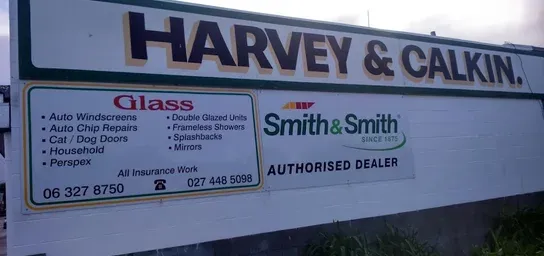 HARVEY & CALKIN.
Glass
• Auto Windscreens
• Auto Chip Repairs
• Cat / Dog Doors
• Household
• Perspex
• Double Glazed Units
• Frameless Showers
• Splashbacks
• Mirrors
All Insurance Work
06 327 8750
027 448 5098
Smith&Smith
SINCE 1970
AUTHORISED DEALER